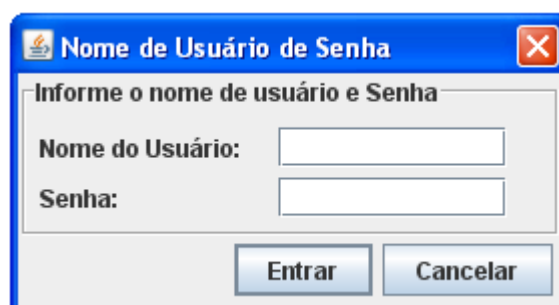 Nome de Usuário de Senha
Informe o nome de usuário e Senha
Nome do Usuário:
Senha:
Entrar Cancelar